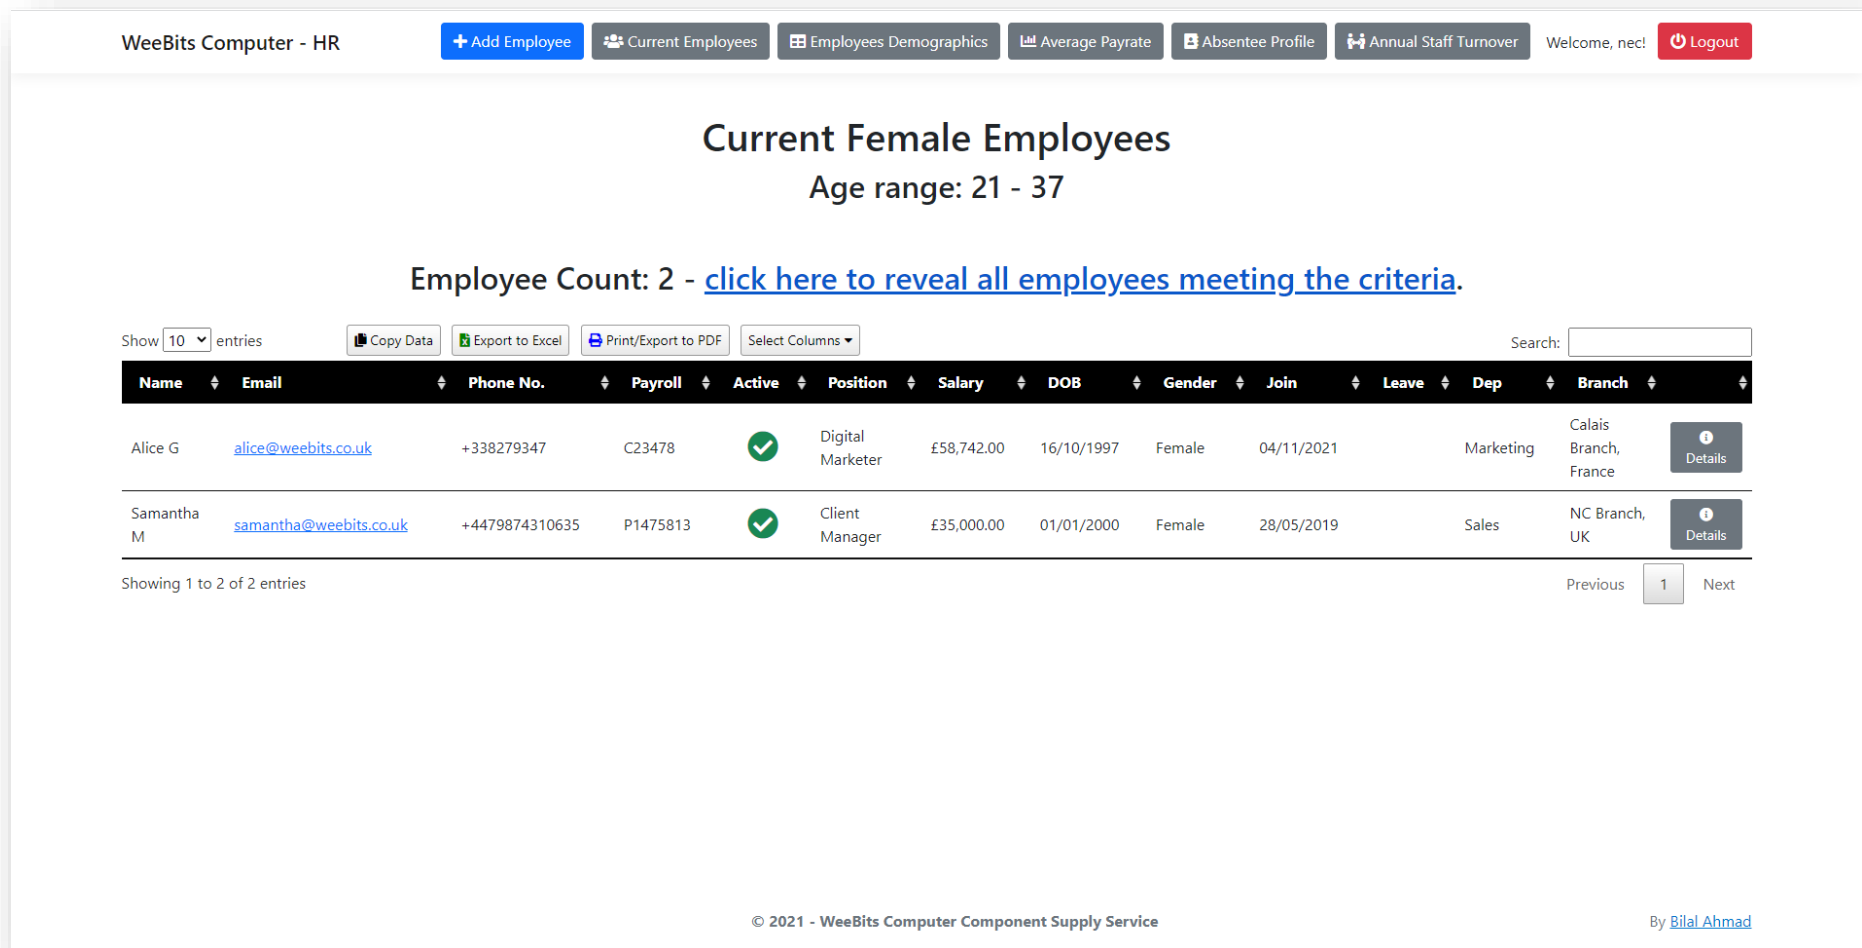 WeeBits Computer - HR
Add Employee
Current Employees
Employees Demographics
Average Payrate
Absentee Profile
Annual Staff Turnover
Welcome, nec!
Logout
Current Female Employees
Age range: 21 - 37
Employee Count: 2 - click here to reveal all employees meeting the criteria.
Show 10 entries
Copy Data
Export to Excel
Print/Export to PDF
Select Columns
Search:
Name Email Phone No. Payroll Active Position Salary DOB Gender Join Leave Dep Branch
Alice G alice@weebits.co.uk +338279347 C23478 Digital Marketer £58,742.00 16/10/1997 Female 04/11/2021 Marketing Calais Branch, France Details
Samantha M samantha@weebits.co.uk +4479874310635 P1475813 Client Manager £35,000.00 01/01/2000 Female 28/05/2019 Sales NC Branch, UK Details
Showing 1 to 2 of 2 entries
Previous 1 Next
© 2021 - WeeBits Computer Component Supply Service
By Bilal Ahmad